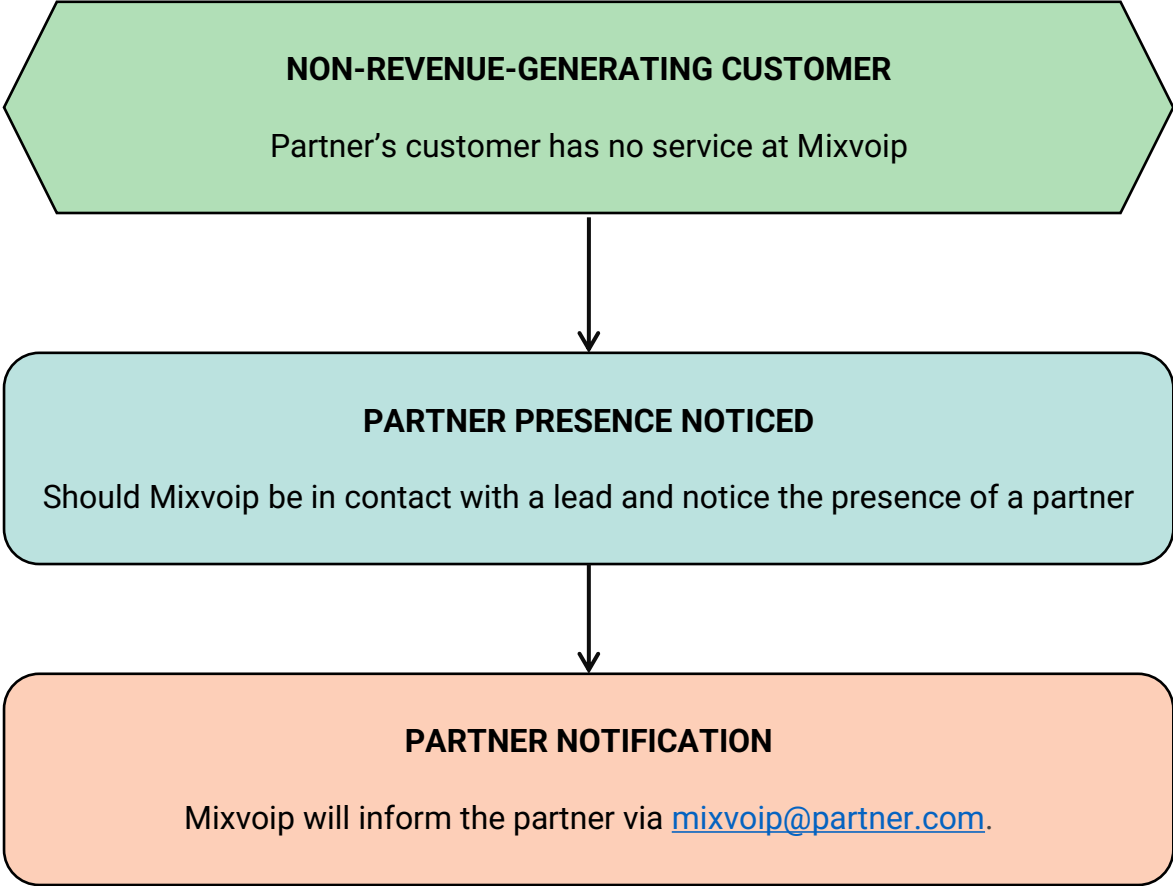 NON-REVENUE-GENERATING CUSTOMER
Partner’s customer has no service at Mixvoip
PARTNER PRESENCE NOTICED
Should Mixvoip be in contact with a lead and notice the presence of a partner
PARTNER NOTIFICATION
Mixvoip will inform the partner via mixvoip@partner.com.